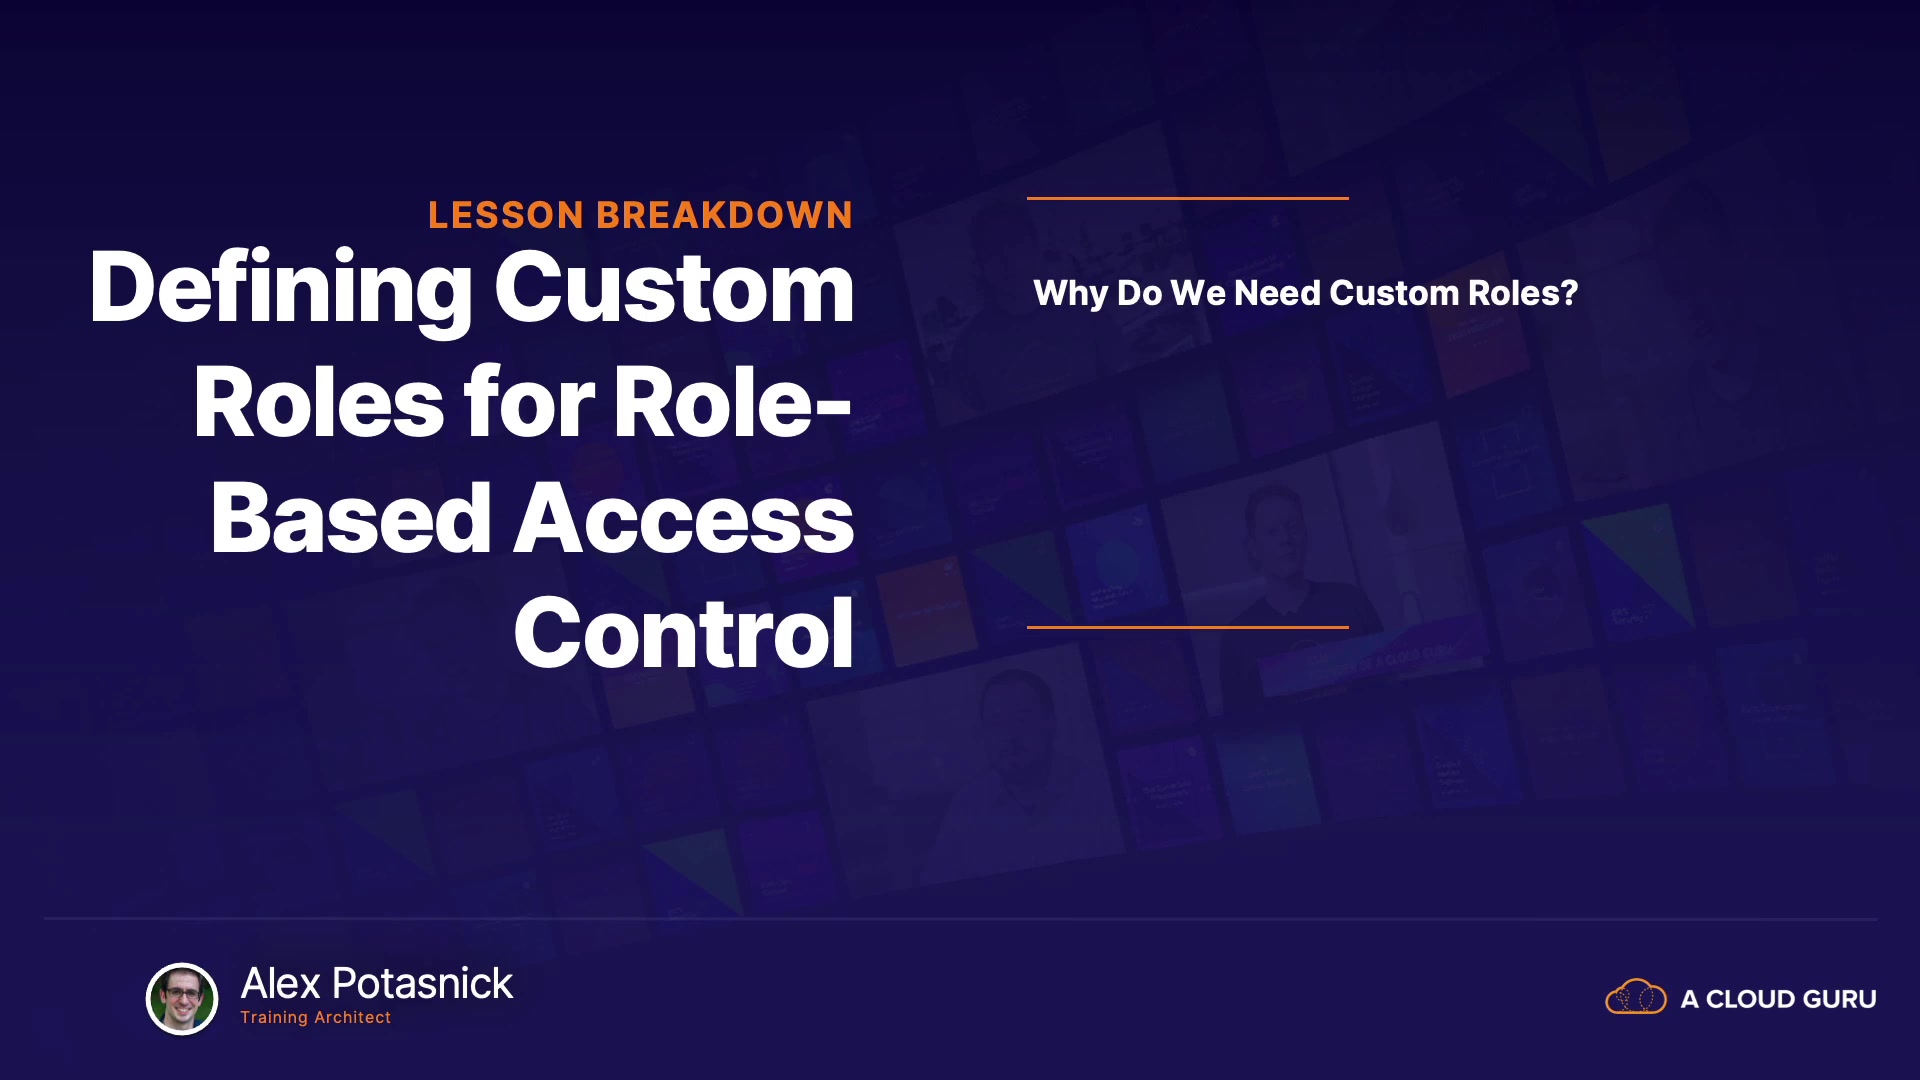 LESSON BREAKDOWN
Defining Custom
Roles for Role-
Based Access
Control
Why Do We Need Custom Roles?
Alex Potasnick
Training Architect
A CLOUD GURU